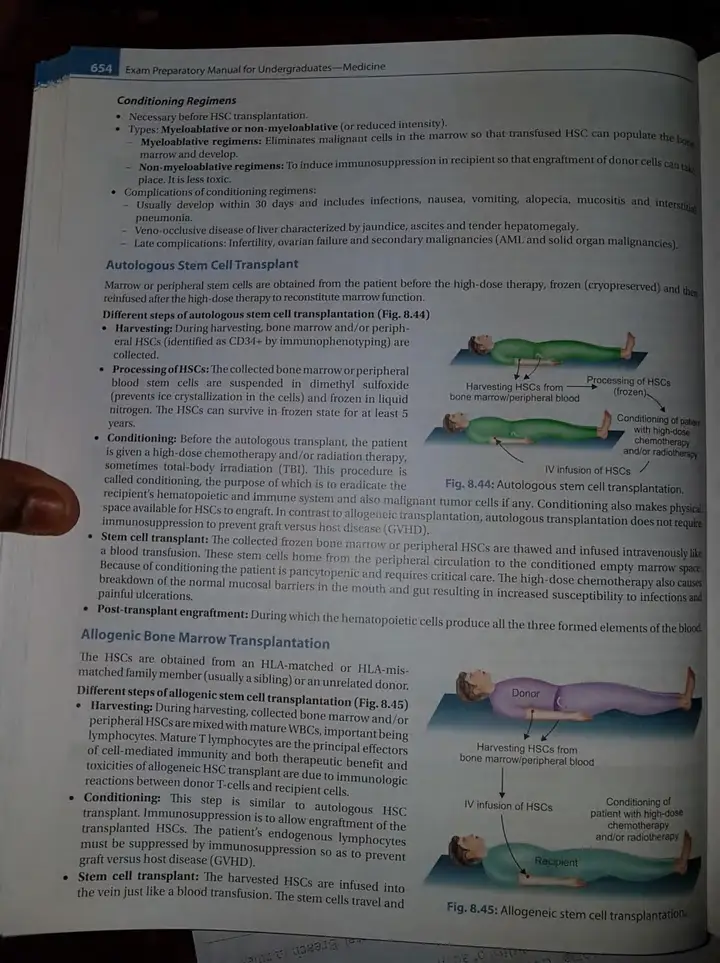 654 Exam Preparatory Manual for Undergraduates—Medicine
Conditioning Regimens
• Necessary before HSC transplantation.
• Types: Myeloablative or non-myeloablative (or reduced intensity).
– Myeloablative regimens: Eliminates malignant cells in the marrow so that transfused HSC can populate the bone
marrow and develop.
– Non-myeloablative regimens: To induce immunosuppression in recipient so that engraftment of donor cells can take
place. It is less toxic.
• Complications of conditioning regimens:
– Usually develop within 30 days and includes infections, nausea, vomiting, alopecia, mucositis and interstitial
pneumonia.
– Veno-occlusive disease of liver characterized by jaundice, ascites and tender hepatomegaly.
– Late complications: Infertility, ovarian failure and secondary malignancies (AML and solid organ malignancies).
Autologous Stem Cell Transplant
Marrow or peripheral stem cells are obtained from the patient before the high-dose therapy, frozen (cryopreserved) and then
reinfused after the high-dose therapy to reconstitute marrow function.
Different steps of autologous stem cell transplantation (Fig. 8.44)
• Harvesting: During harvesting, bone marrow and/or periph-
eral HSCs (identified as CD34+ by immunophenotyping) are
collected.
• Processing of HSCs: The collected bone marrow or peripheral
blood stem cells are suspended in dimethyl sulfoxide
(prevents ice crystallization in the cells) and frozen in liquid
nitrogen. The HSCs can survive in frozen state for at least 5
years.
• Conditioning: Before the autologous transplant, the patient
is given a high-dose chemotherapy and/or radiation therapy,
sometimes total-body irradiation (TBI). This procedure is
called conditioning, the purpose of which is to eradicate the
recipient's hematopoietic and immune system and also malignant tumor cells if any. Conditioning also makes physical
space available for HSCs to engraft. In contrast to allogeneic transplantation, autologous transplantation does not require
immunosuppression to prevent graft versus host disease (GVHD).
Harvesting HSCs from
bone marrow/peripheral blood
Processing of HSCs
(frozen)
Conditioning of patient
with high-dose
chemotherapy
and/or radiotherapy
IV infusion of HSCs
Fig. 8.44: Autologous stem cell transplantation.
• Stem cell transplant: The collected frozen bone marrow or peripheral HSCs are thawed and infused intravenously like
a blood transfusion. These stem cells home from the peripheral circulation to the conditioned empty marrow space.
Because of conditioning the patient is pancytopenic and requires critical care. The high-dose chemotherapy also causes
breakdown of the normal mucosal barriers in the mouth and gut resulting in increased susceptibility to infections and
painful ulcerations.
• Post-transplant engraftment: During which the hematopoietic cells produce all the three formed elements of the blood.
Allogenic Bone Marrow Transplantation
The HSCs are obtained from an HLA-matched or HLA-mis-
matched family member (usually a sibling) or an unrelated donor.
Different steps of allogenic stem cell transplantation (Fig. 8.45)
• Harvesting: During harvesting, collected bone marrow and/or
peripheral HSCs are mixed with mature WBCs, important being
lymphocytes. Mature T lymphocytes are the principal effectors
of cell-mediated immunity and both therapeutic benefit and
toxicities of allogeneic HSC transplant are due to immunologic
reactions between donor T-cells and recipient cells.
• Conditioning: This step is similar to autologous HSC
transplant. Immunosuppression is to allow engraftment of the
transplanted HSCs. The patient's endogenous lymphocytes
must be suppressed by immunosuppression so as to prevent
graft versus host disease (GVHD).
• Stem cell transplant: The harvested HSCs are infused into
the vein just like a blood transfusion. The stem cells travel and
Donor
Harvesting HSCs from
bone marrow/peripheral blood
IV infusion of HSCs
Conditioning of
patient with high-dose
chemotherapy
and/or radiotherapy
Recipient
Fig. 8.45: Allogeneic stem cell transplantation.